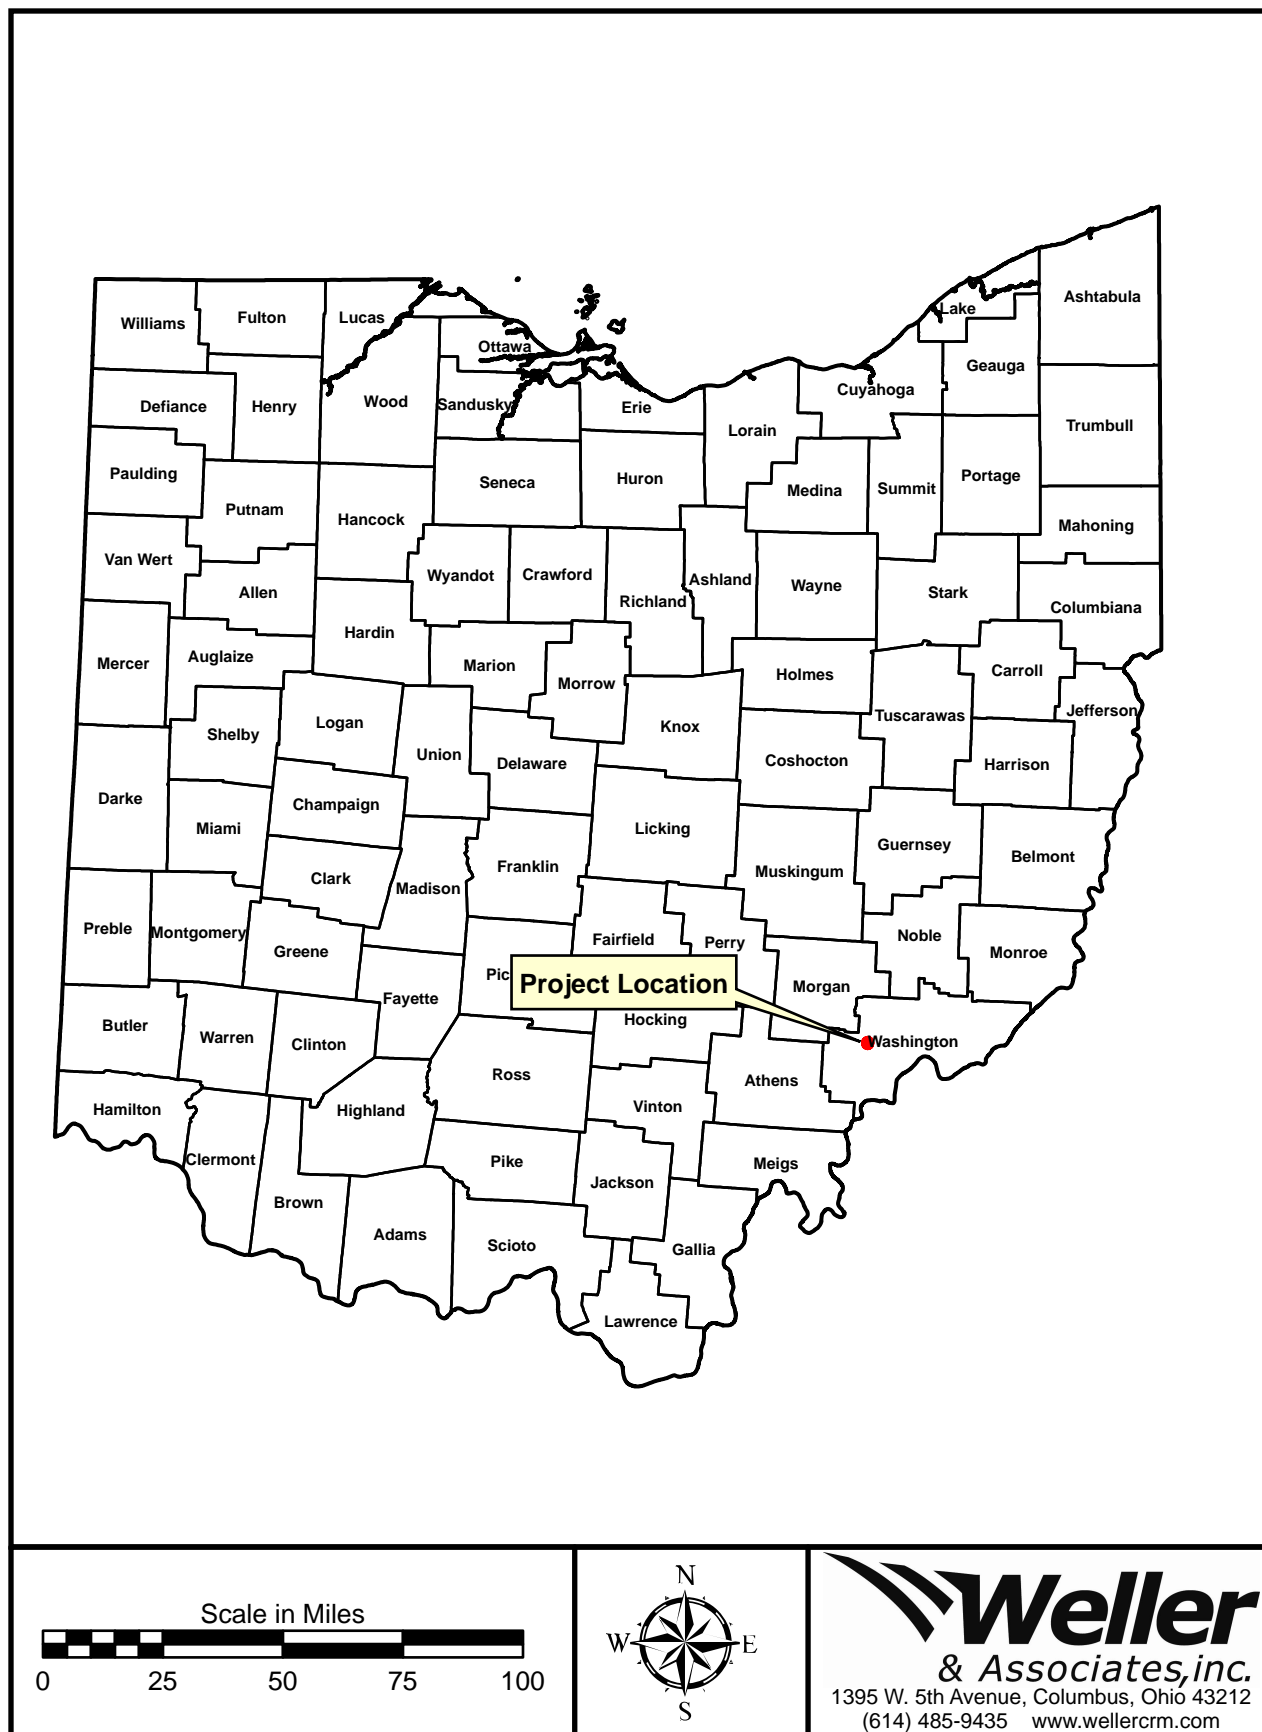 Ashtabula
Lake
Williams
Fulton
Lucas
Ottawa
Geauga
Cuyahoga
Defiance
Henry
Wood
Sandusky
Erie
Lorain
Trumbull
Paulding
Putnam
Seneca
Huron
Medina
Summit
Portage
Hancock
Mahoning
Van Wert
Allen
Wyandot
Crawford
Richland
Ashland
Wayne
Stark
Columbiana
Mercer
Auglaize
Hardin
Marion
Morrow
Holmes
Carroll
Shelby
Logan
Union
Delaware
Knox
Coshocton
Tuscarawas
Harrison
Jefferson
Darke
Miami
Champaign
Licking
Muskingum
Guernsey
Belmont
Clark
Madison
Franklin
Preble
Montgomery
Greene
Fairfield
Perry
Noble
Monroe
Fayette
Pic
Project Location
Morgan
Butler
Warren
Clinton
Hocking
Washington
Hamilton
Highland
Ross
Vinton
Athens
Clermont
Brown
Pike
Jackson
Meigs
Adams
Scioto
Gallia
Lawrence
Scale in Miles
0 25 50 75 100
N
W E
S
Weller
& Associates, inc.
1395 W. 5th Avenue, Columbus, Ohio 43212
(614) 485-9435 www.wellercrm.com